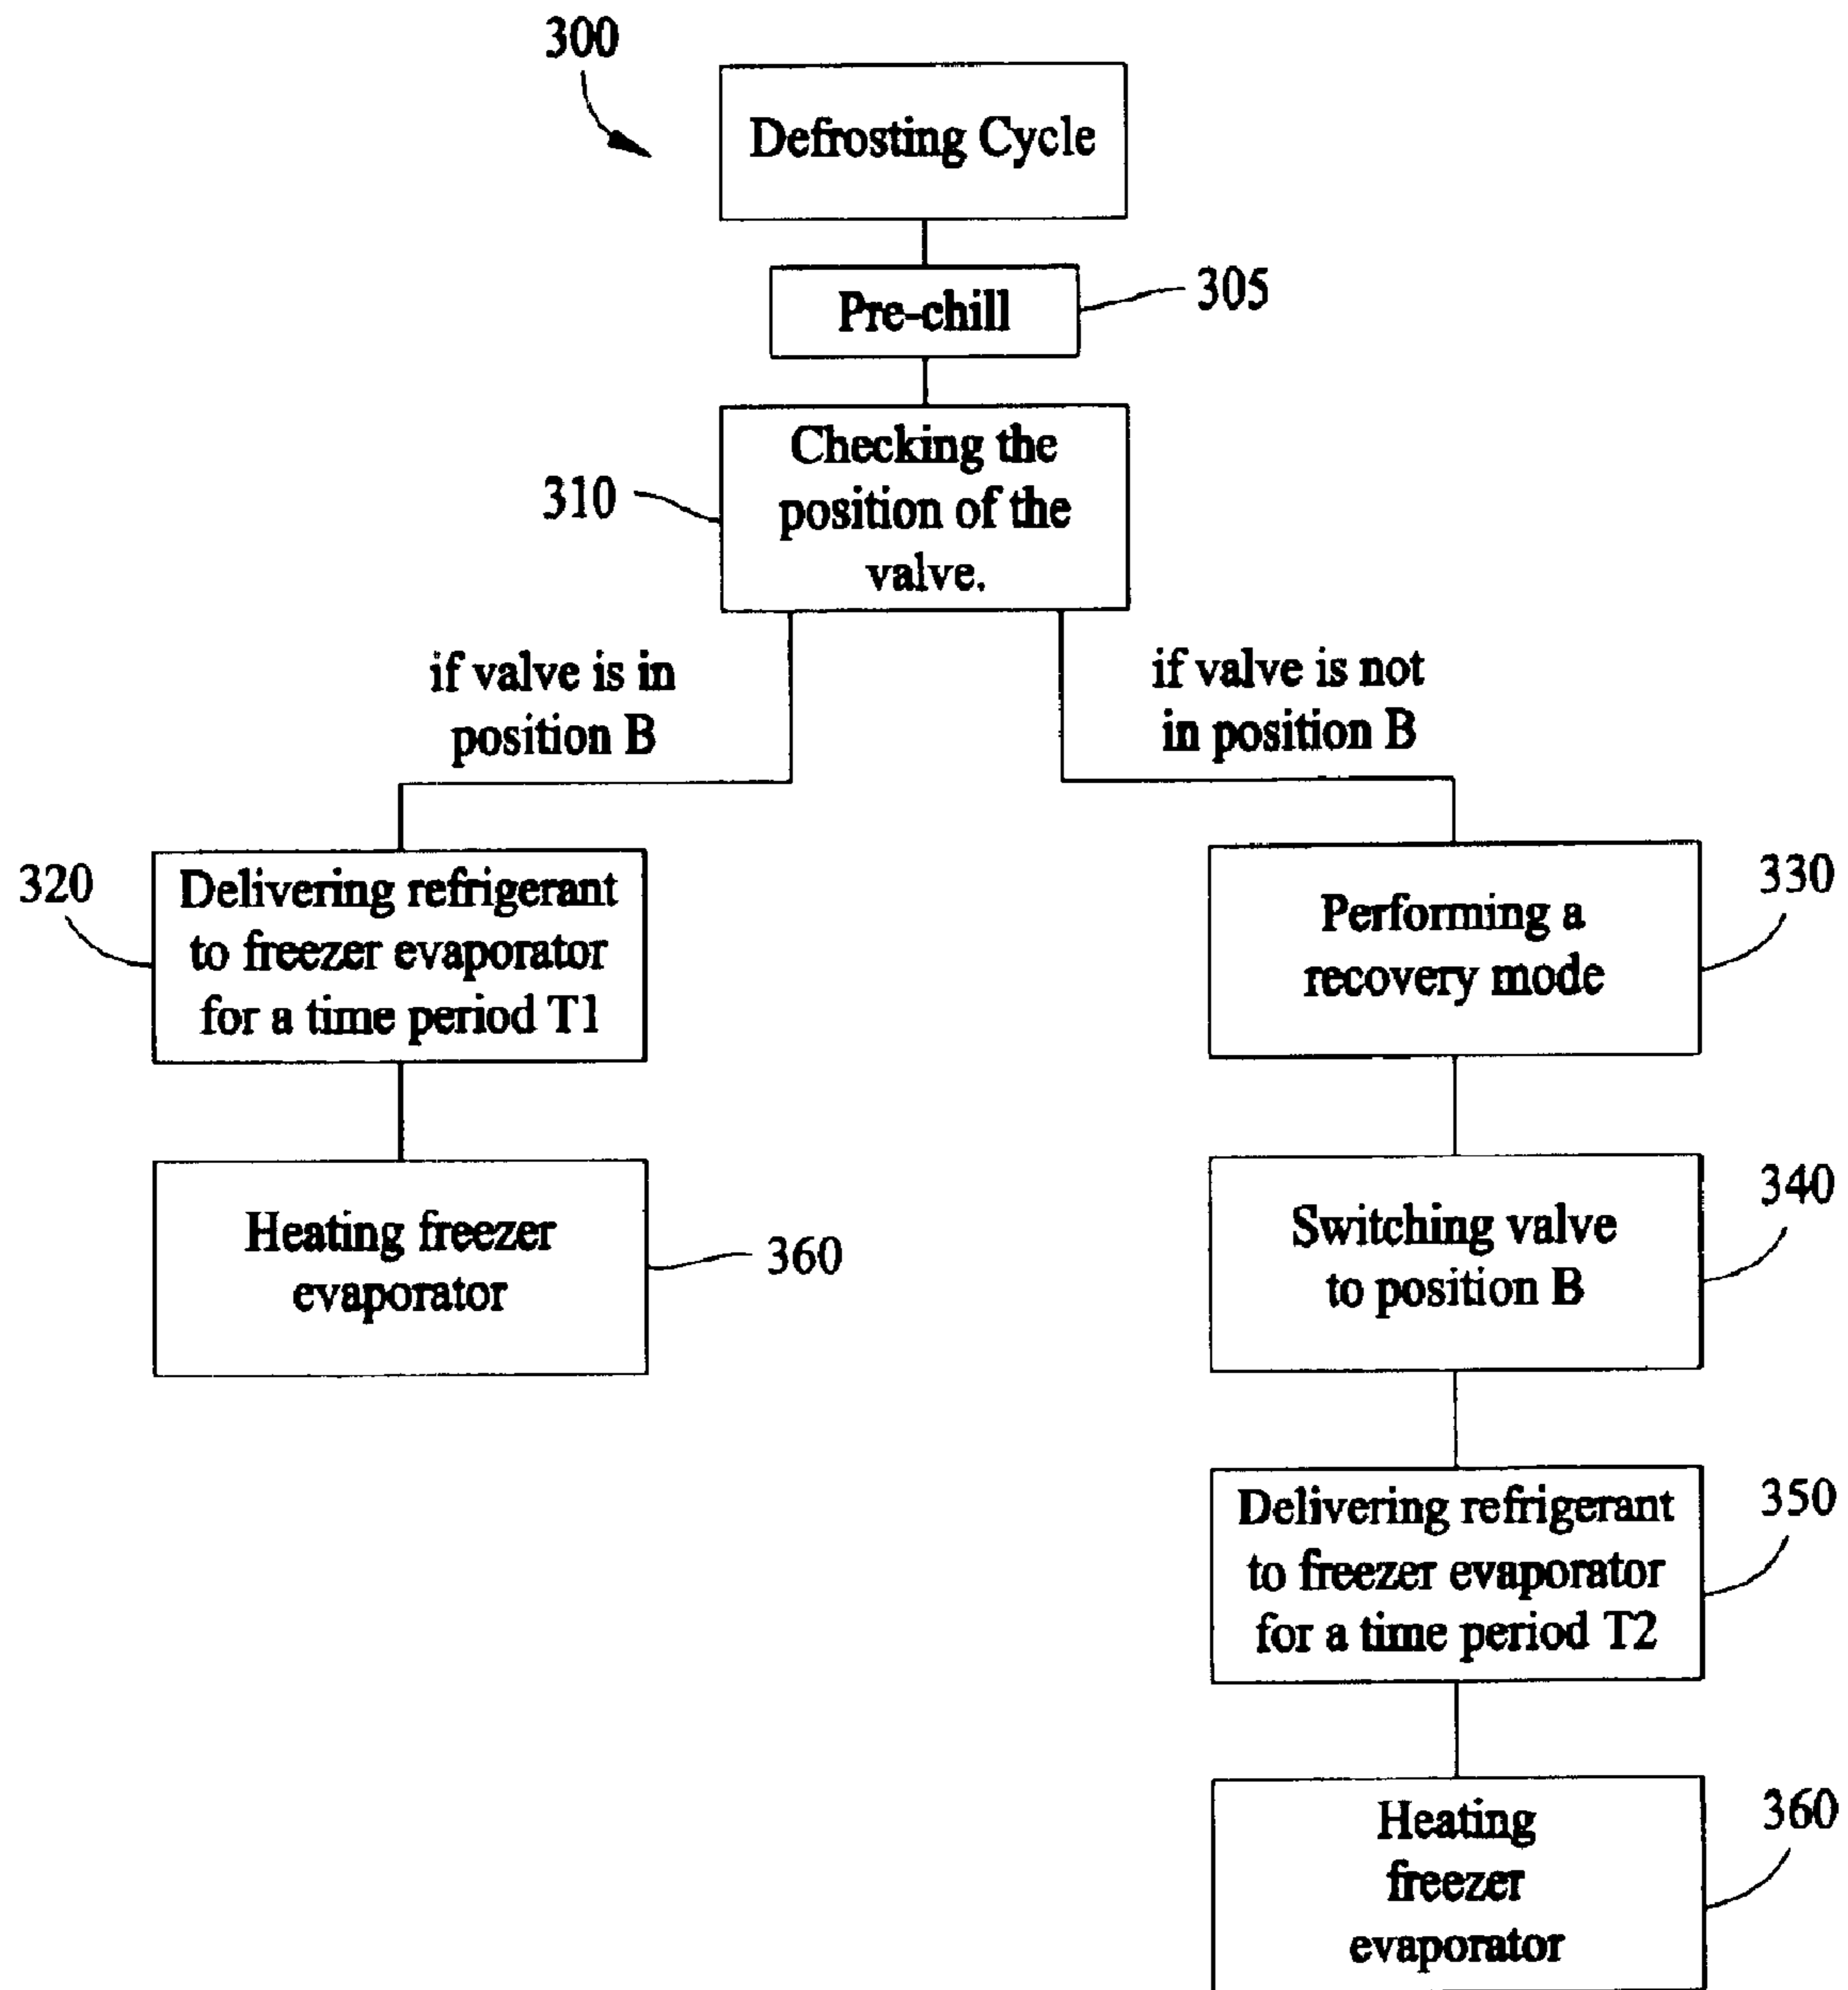 300
Defrosting Cycle
Pre-chill
305
310
Checking the
position of the
valve.
if valve is in
position B
if valve is not
in position B
320
Delivering refrigerant
to freezer evaporator
for a time period T1
330
Performing a
recovery mode
Heating freezer
evaporator
360
340
Switching valve
to position B
350
Delivering refrigerant
to freezer evaporator
for a time period T2
360
Heating
freezer
evaporator